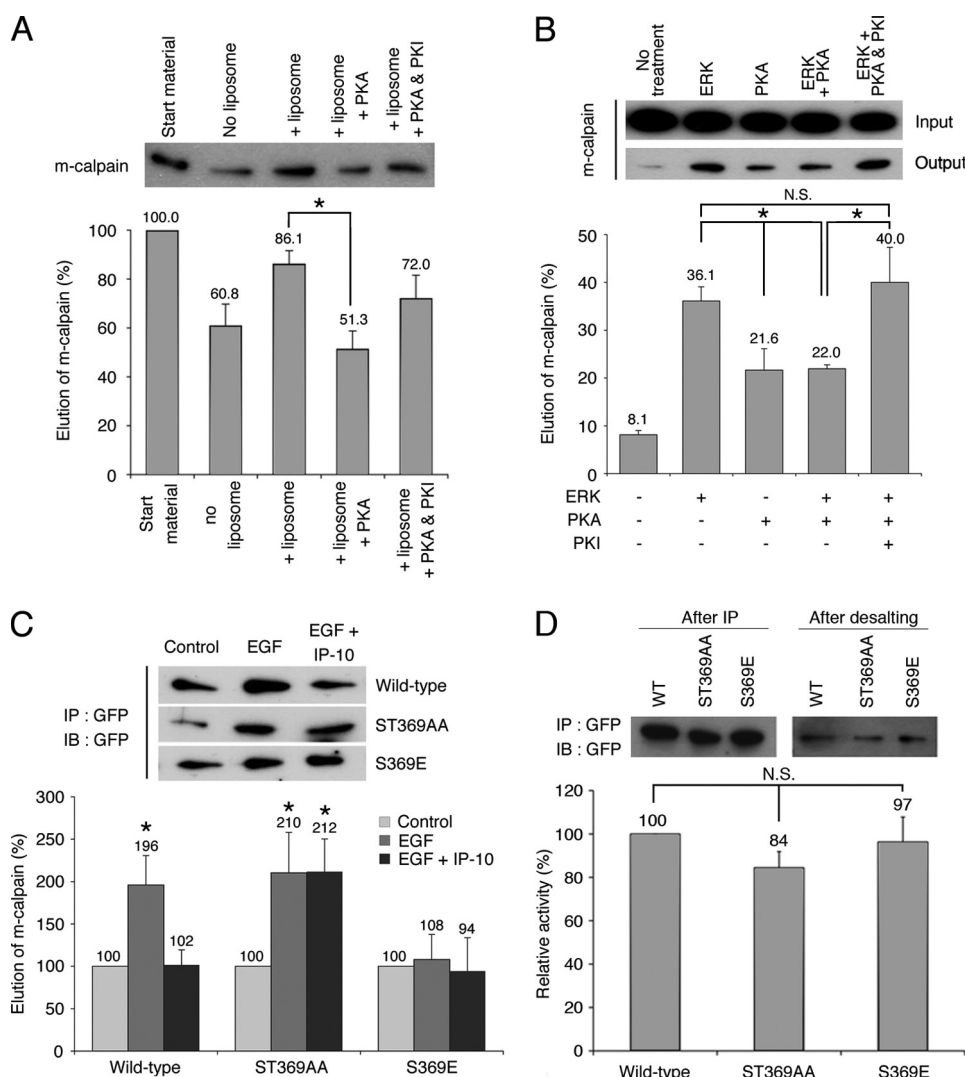 A
Start material
No liposome
+ liposome
+ liposome
+ PKA
+ liposome
+ PKA & PKI
m-calpain
Elution of m-calpain (%)
100
80
60
40
20
0
100.0
60.8
86.1
*
51.3
72.0
Start
material
no
liposome
+ liposome
+ liposome
+ PKA
+ liposome
+ PKA & PKI
B
No
treatment
ERK
PKA
ERK
+ PKA
ERK +
PKA & PKI
m-calpain
Input
Output
N.S.
*
*
Elution of m-calpain (%)
50
40
30
20
10
0
8.1
36.1
21.6
22.0
40.0
ERK - + - + +
PKA - - + + +
PKI - - - - +
C
Control
EGF
EGF +
IP-10
IP : GFP
IB : GFP
Wild-type
ST369AA
S369E
Elution of m-calpain (%)
300
250
200
150
100
50
0
Control
EGF
EGF + IP-10
100
*
196
102
100
*
210
*
212
100
108
94
Wild-type
ST369AA
S369E
D
After IP
After desalting
WT
ST369AA
S369E
WT
ST369AA
S369E
IP : GFP
IB : GFP
N.S.
Relative activity (%)
120
100
80
60
40
20
0
100
84
97
Wild-type
ST369AA
S369E